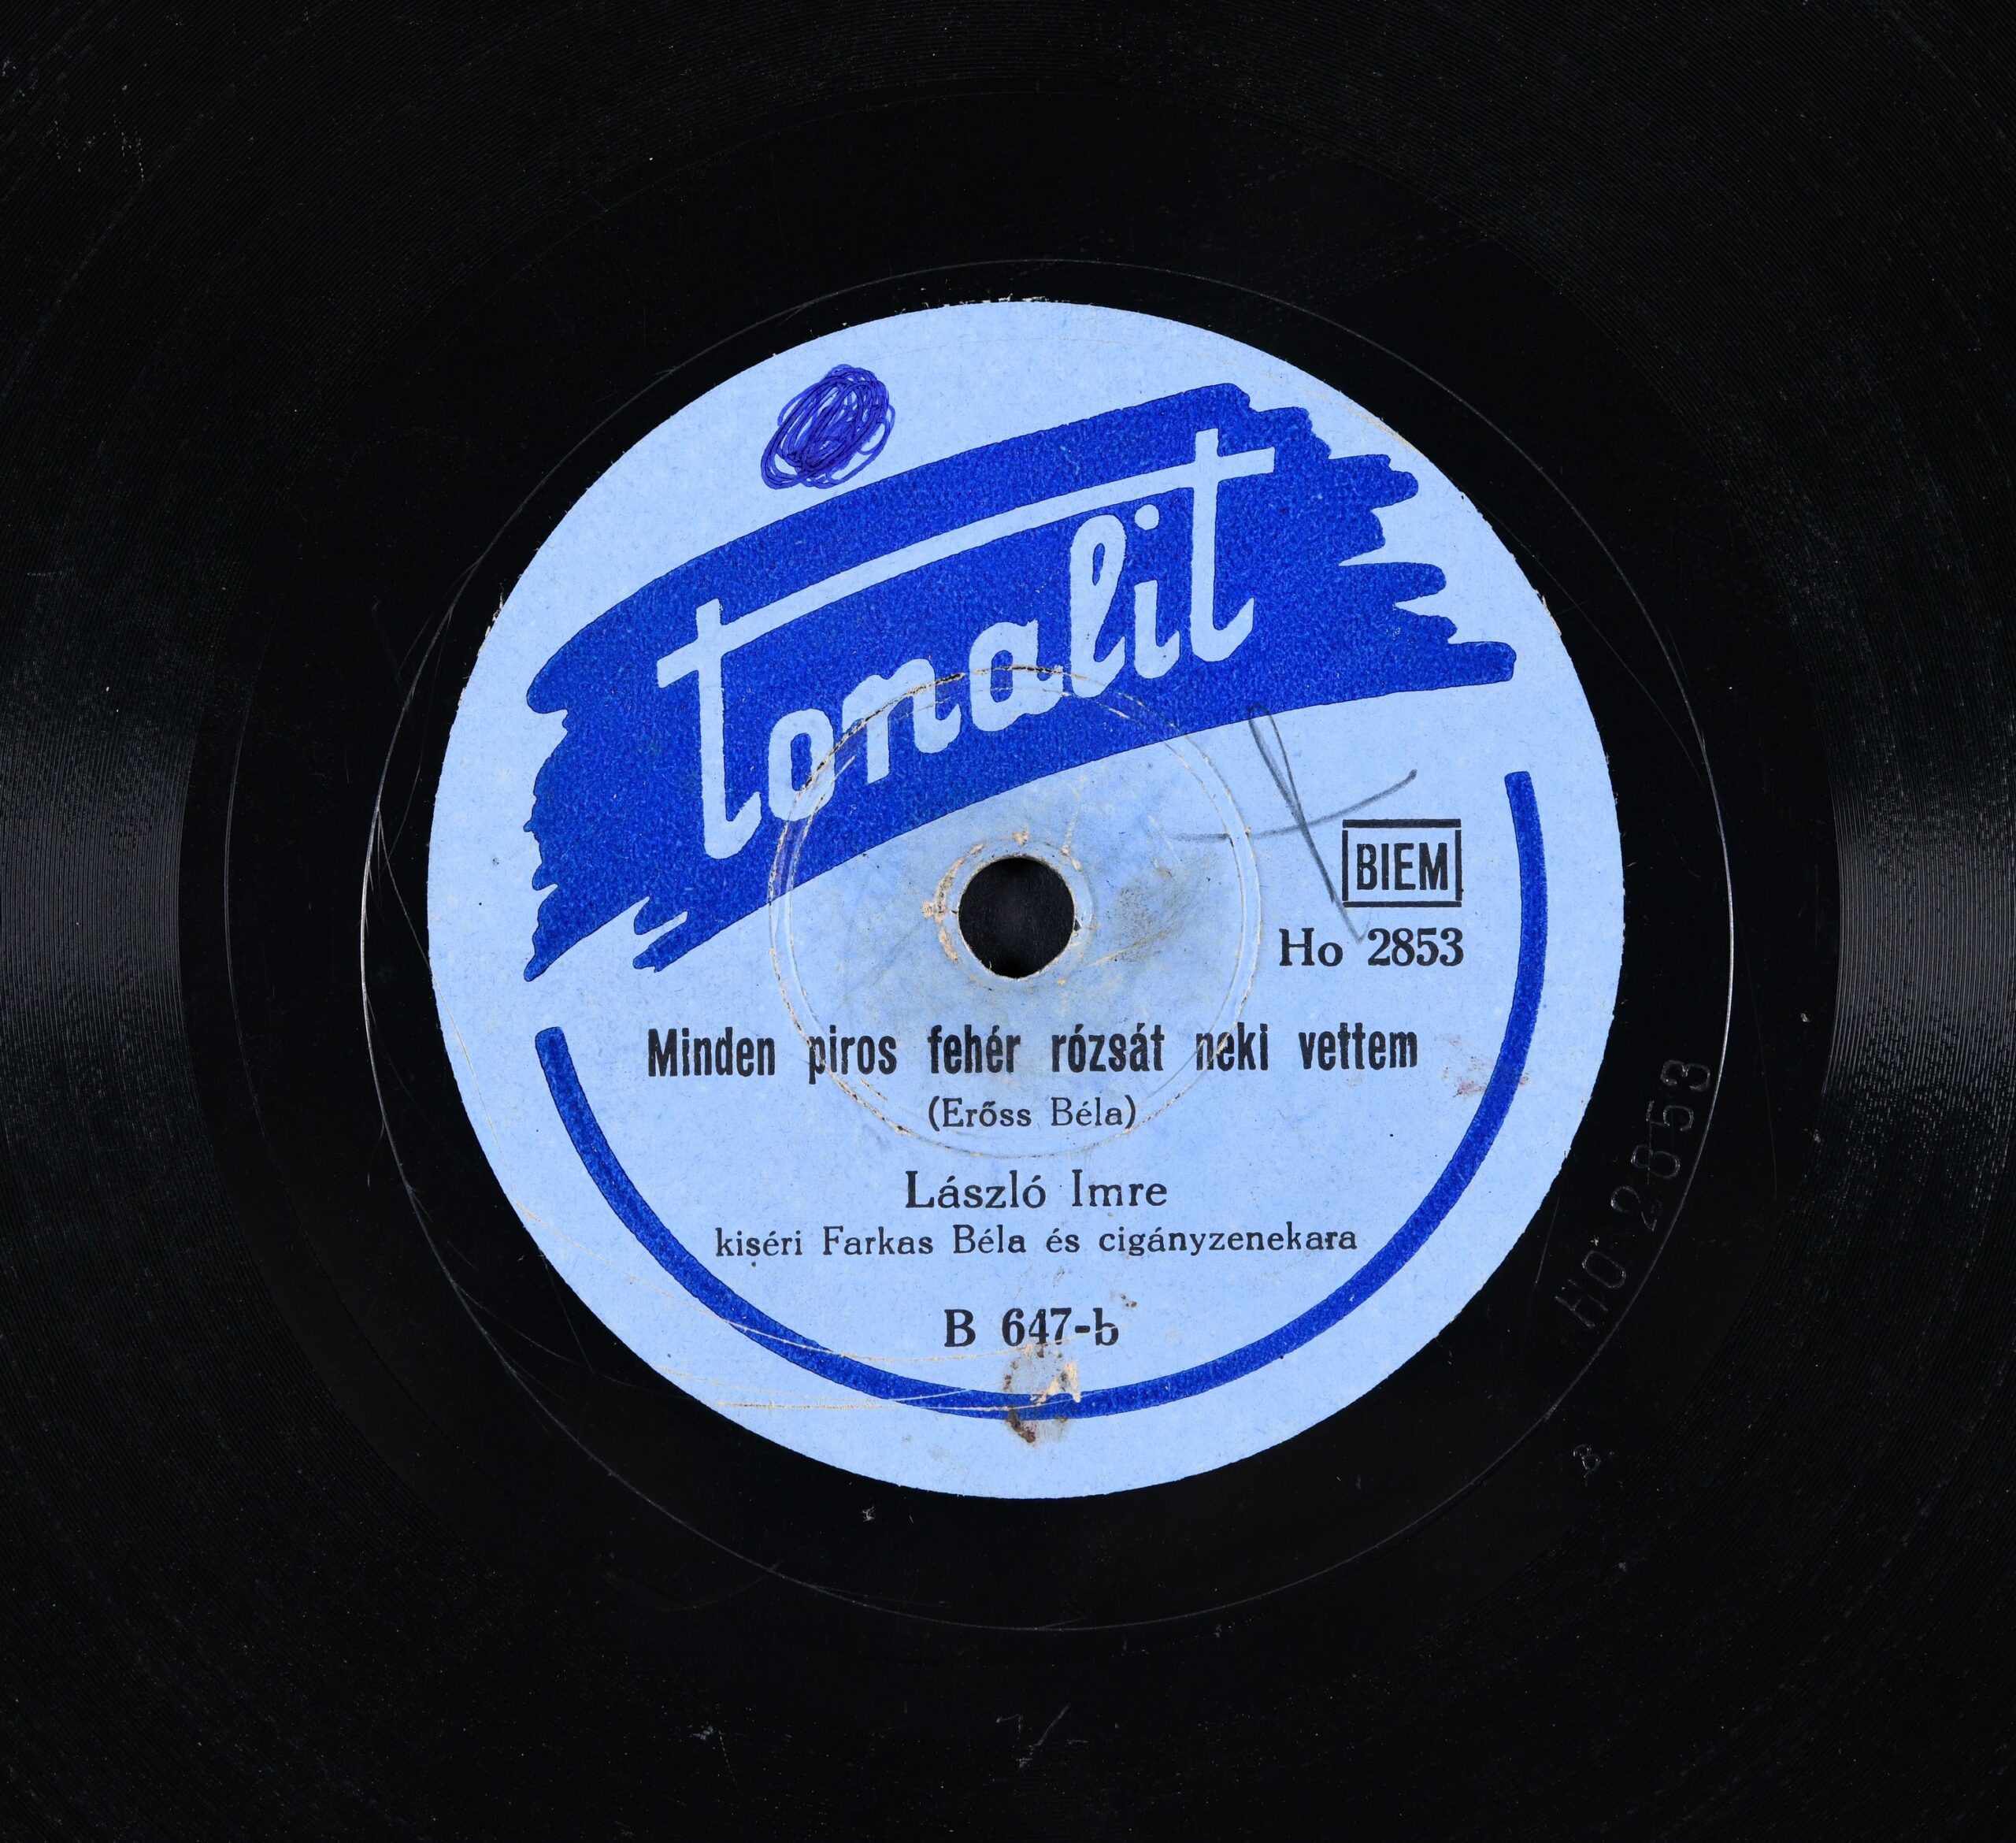 Tonalit
BIEM
Ho 2853
Minden piros fehér rózsát neki vettem
(Erőss Béla)
László Imre
kiséri Farkas Béla és cigányzenekara
B 647-b
HO 2853